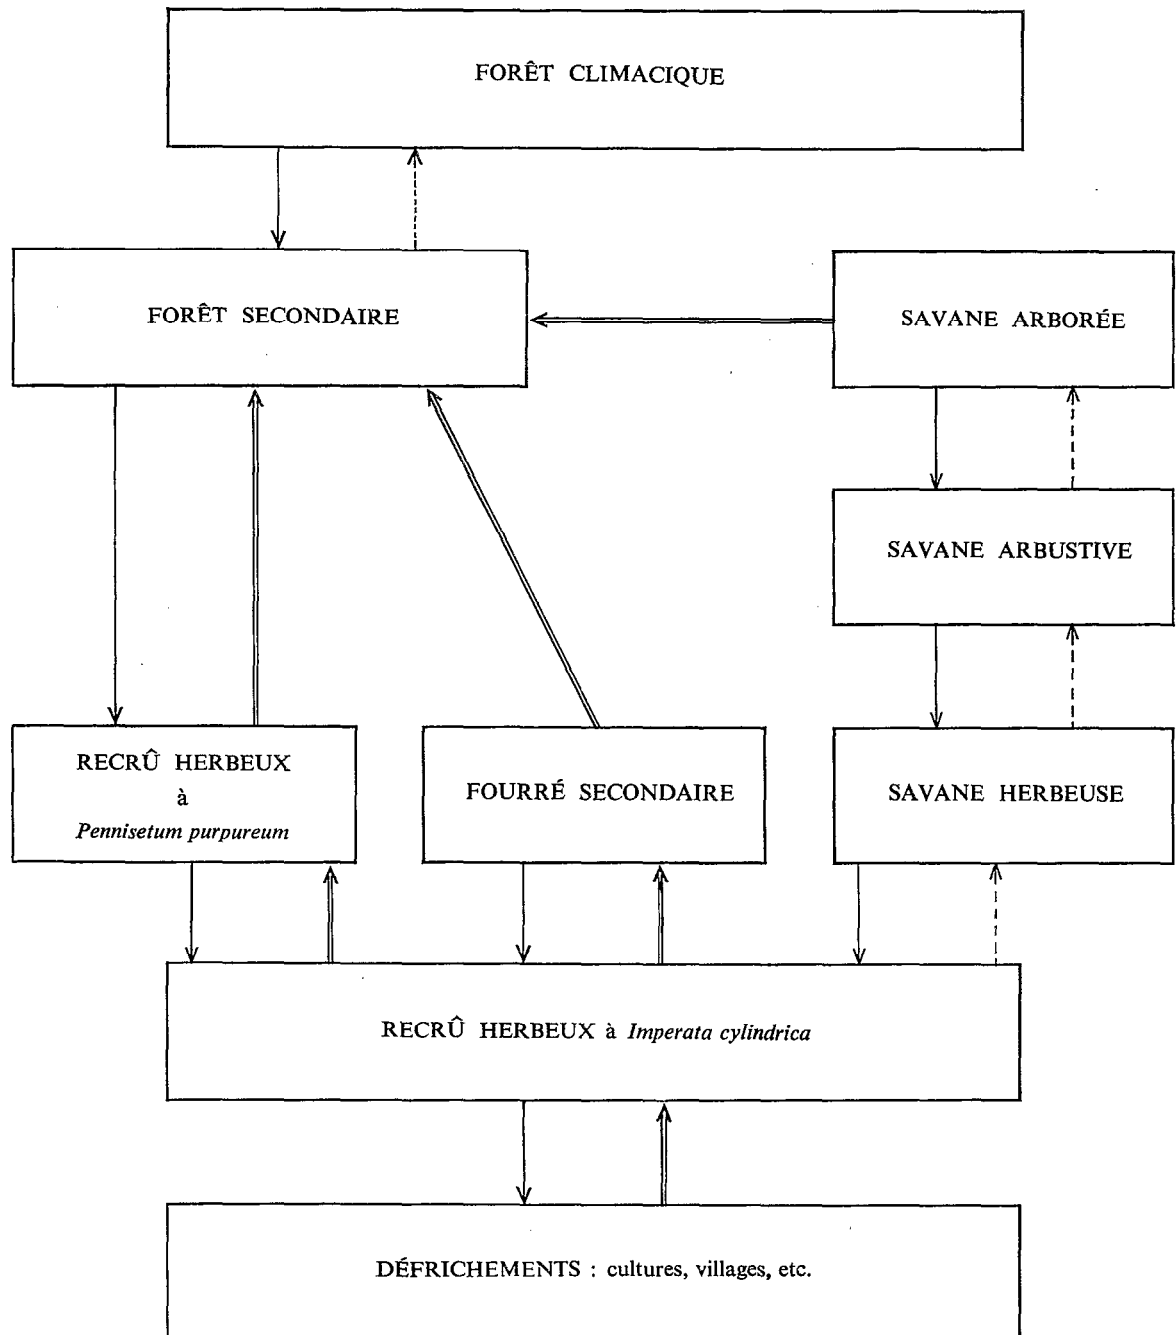 FORÊT CLIMACIQUE
FORÊT SECONDAIRE
SAVANE ARBORÉE
SAVANE ARBUSTIVE
RECRÛ HERBEUX
à
Pennisetum purpureum
FOURRÉ SECONDAIRE
SAVANE HERBEUSE
RECRÛ HERBEUX à Imperata cylindrica
DÉFRICHEMENTS : cultures, villages, etc.